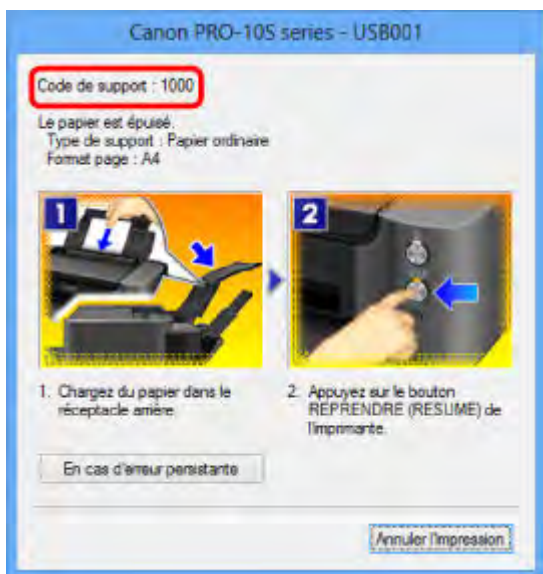 Canon PRO-10S series - USB001
Code de support : 1000
Le papier est épuisé.
Type de support : Papier ordinaire
Format page : A4
1
2
1. Chargez du papier dans le
réceptacle arrière
2. Appuyez sur le bouton
REPRENDRE (RESUME) de
l'imprimante.
En cas d'erreur persistante
Annuler l'impression